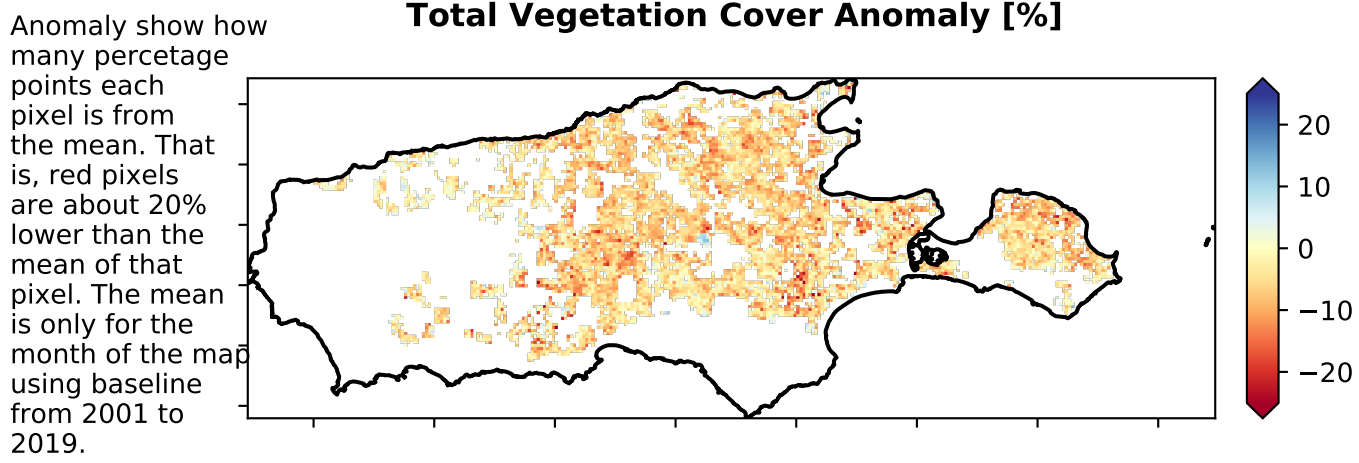 Total Vegetation Cover Anomaly [%]
Anomaly show how
many percetage
points each
pixel is from
the mean. That
is, red pixels
are about 20%
lower than the
mean of that
pixel. The mean
is only for the
month of the map
using baseline
from 2001 to
2019.
20
10
0
−10
−20